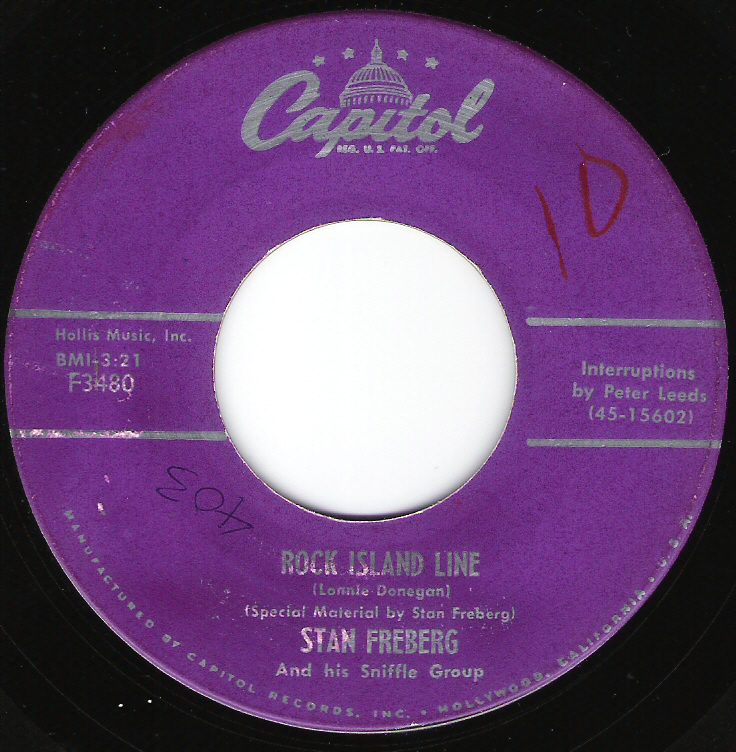 Capitol
REG. U.S. PAT. OFF.
10
Hollis Music, Inc.
BMI-3:21
F3480
Interruptions
by Peter Leeds
(45-15602)
403
ROCK ISLAND LINE
(Lonnie Donegan)
(Special Material by Stan Freberg)
STAN FREBERG
And his Sniffle Group
MANUFACTURED BY CAPITOL RECORDS, INC. • HOLLYWOOD, CALIFORNIA • U.S.A.